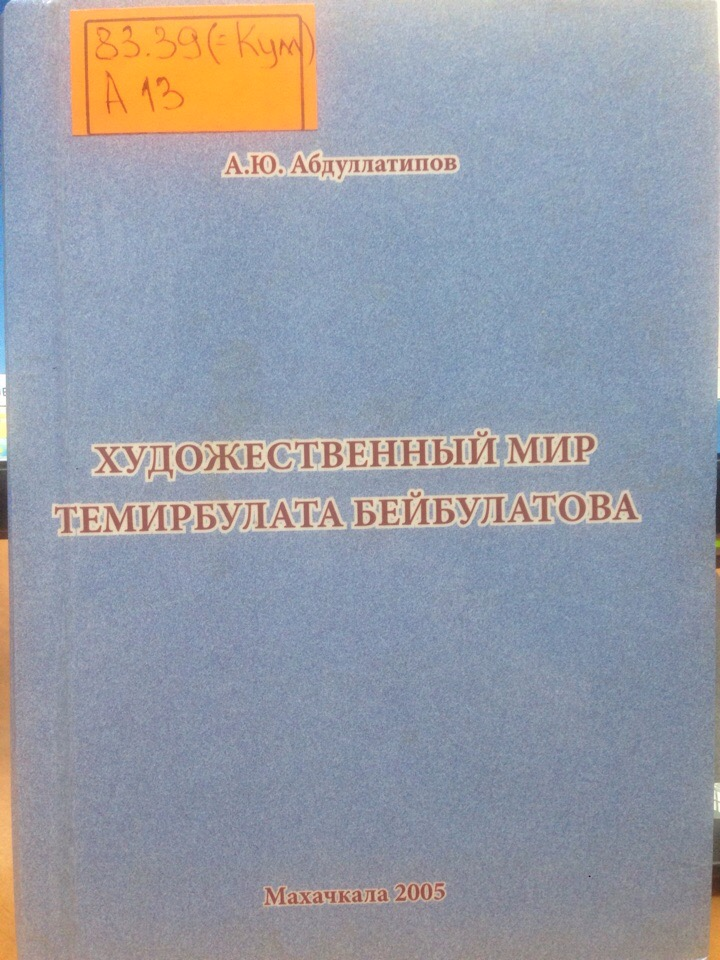 83.39(=Кум)
А 13
А.Ю. Абдуллатипов
ХУДОЖЕСТВЕННЫЙ МИР
ТЕМИРБУЛАТА БЕЙБУЛАТОВА
Махачкала 2005